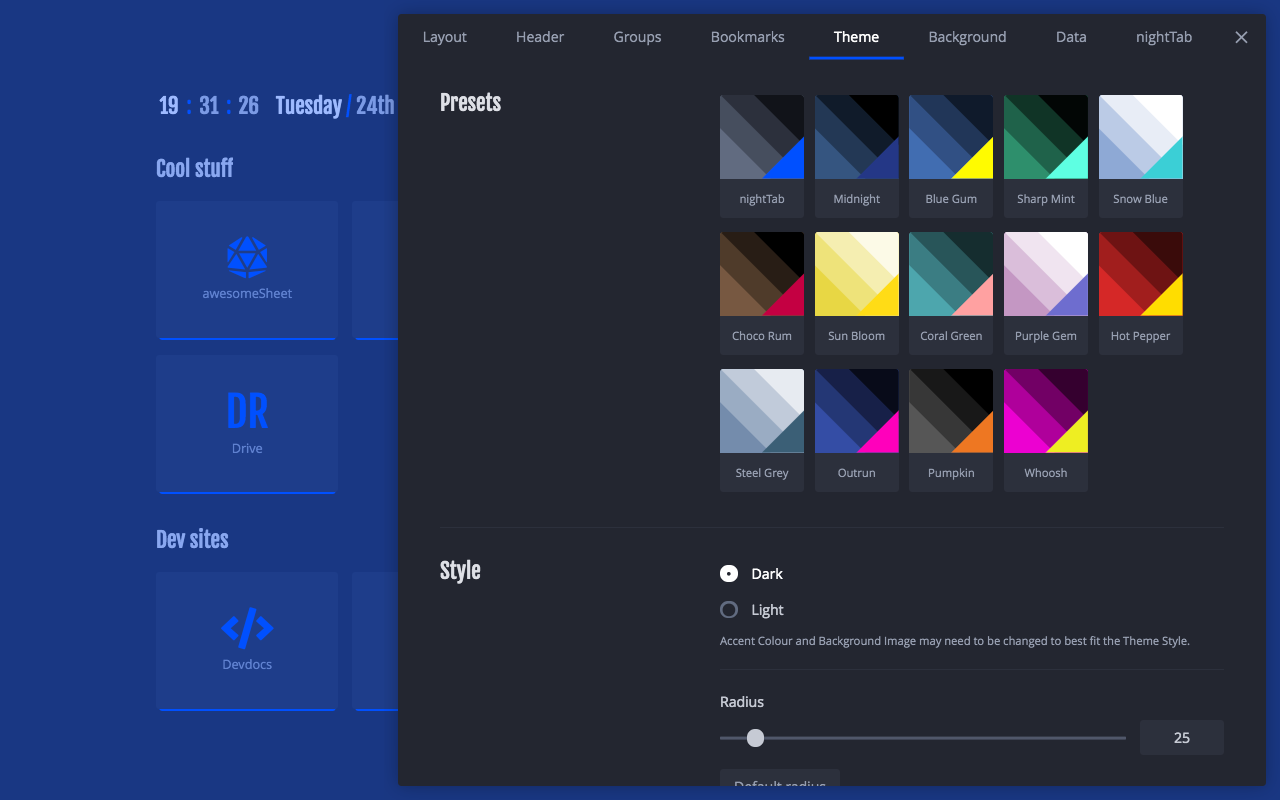 Layout Header Groups Bookmarks Theme Background Data nightTab
19 : 31 : 26 Tuesday / 24th
Cool stuff
awesomeSheet
DR
Drive
Dev sites
Devdocs
Presets
nightTab Midnight Blue Gum Sharp Mint Snow Blue
Choco Rum Sun Bloom Coral Green Purple Gem Hot Pepper
Steel Grey Outrun Pumpkin Whoosh
Style
Dark
Light
Accent Colour and Background Image may need to be changed to best fit the Theme Style.
Radius
25
Default radius